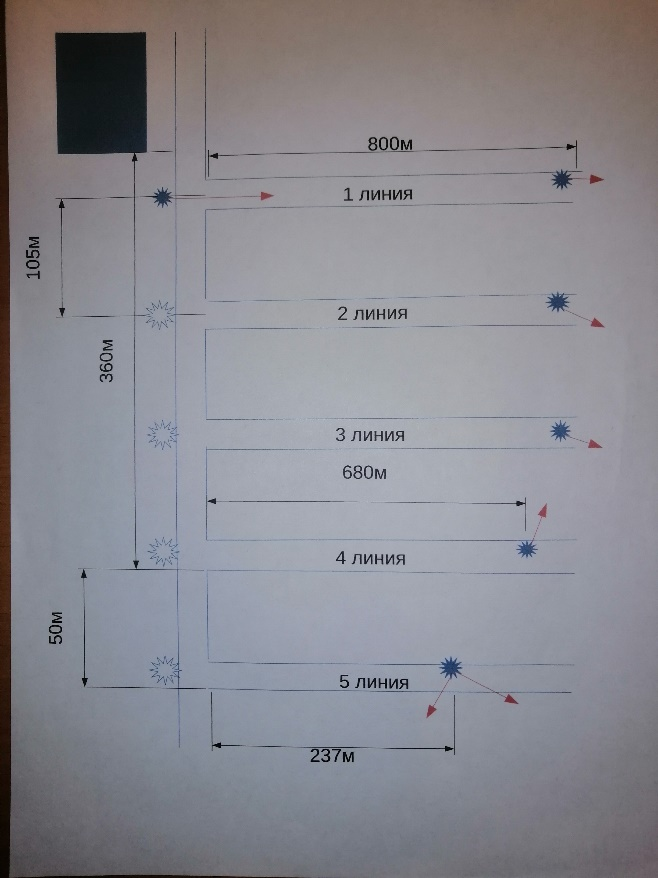 800м
1 линия
105м
2 линия
360м
3 линия
680м
4 линия
50м
5 линия
237м